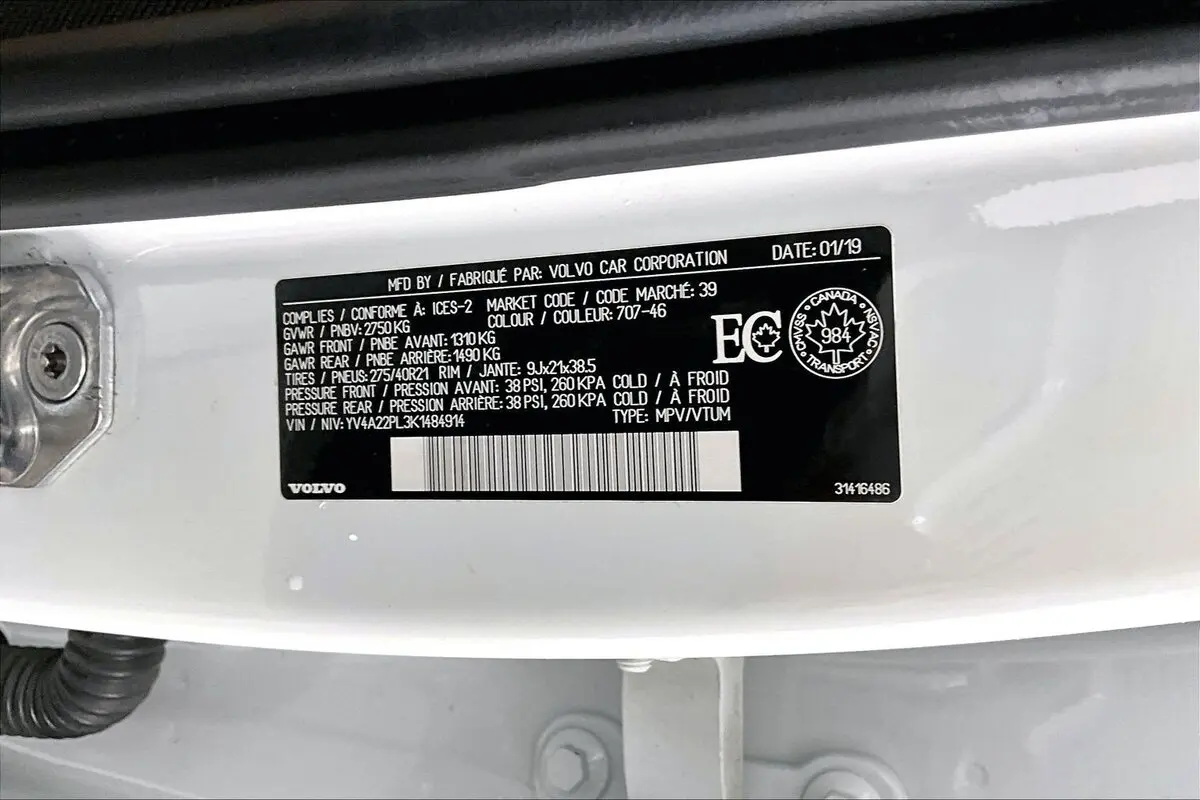 MFD BY / FABRIQUÉ PAR: VOLVO CAR CORPORATION DATE: 01/19
COMPLIES / CONFORME À: ICES-2 MARKET CODE / CODE MARCHÉ: 39
GVWR / PNBV: 2750 KG COLOUR / COULEUR: 707-46
GAWR FRONT / PNBE AVANT: 1310 KG
GAWR REAR / PNBE ARRIÈRE: 1490 KG
TIRES / PNEUS: 275/40R21 RIM / JANTE: 9Jx21x38.5
PRESSURE FRONT / PRESSION AVANT: 38 PSI, 260 KPA COLD / À FROID
PRESSURE REAR / PRESSION ARRIÈRE: 38 PSI, 260 KPA COLD / À FROID
VIN / NIV: YV4A22PL3K1484914 TYPE: MPV/VTUM
EC
CANADA
CMVSS 984 NSVAC
TRANSPORT
VOLVO 31416486